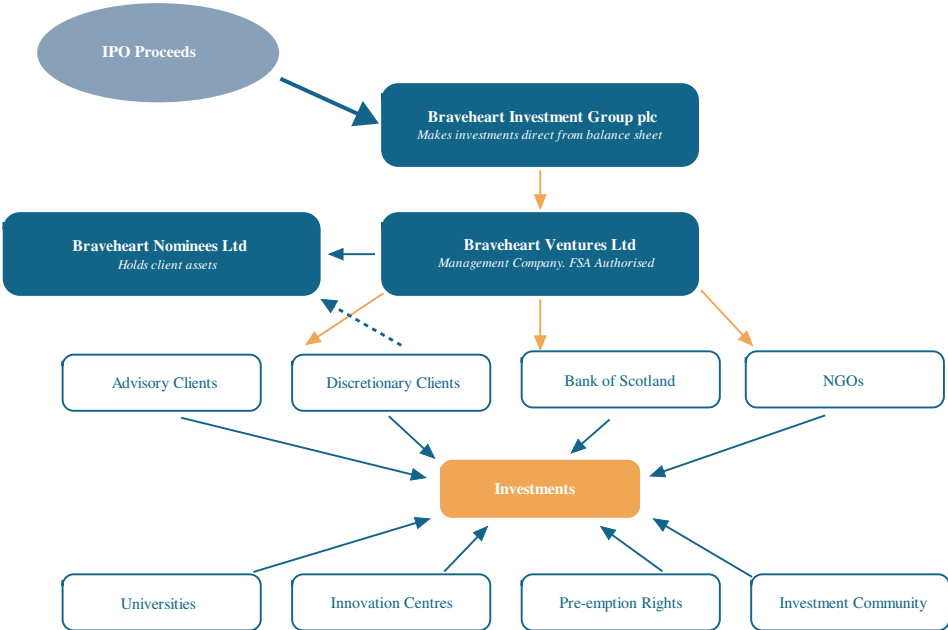 IPO Proceeds
Braveheart Investment Group plc
Makes investments direct from balance sheet
Braveheart Nominees Ltd
Holds client assets
Braveheart Ventures Ltd
Management Company. FSA Authorised
Advisory Clients
Discretionary Clients
Bank of Scotland
NGOs
Investments
Universities
Innovation Centres
Pre-emption Rights
Investment Community